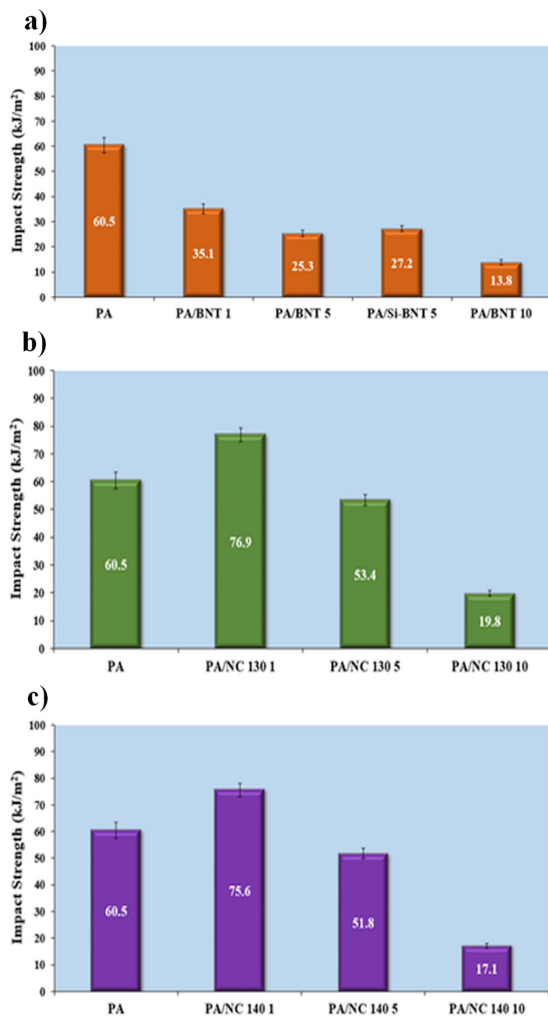 a)
Impact Strength (kJ/m²)
100
90
80
70
60
50
40
30
20
10
0
60.5
35.1
25.3
27.2
13.8
PA
PA/BNT 1
PA/BNT 5
PA/Si-BNT 5
PA/BNT 10
b)
Impact Strength (kJ/m²)
100
90
80
70
60
50
40
30
20
10
0
60.5
76.9
53.4
19.8
PA
PA/NC 130 1
PA/NC 130 5
PA/NC 130 10
c)
Impact Strength (kJ/m²)
100
90
80
70
60
50
40
30
20
10
0
60.5
75.6
51.8
17.1
PA
PA/NC 140 1
PA/NC 140 5
PA/NC 140 10